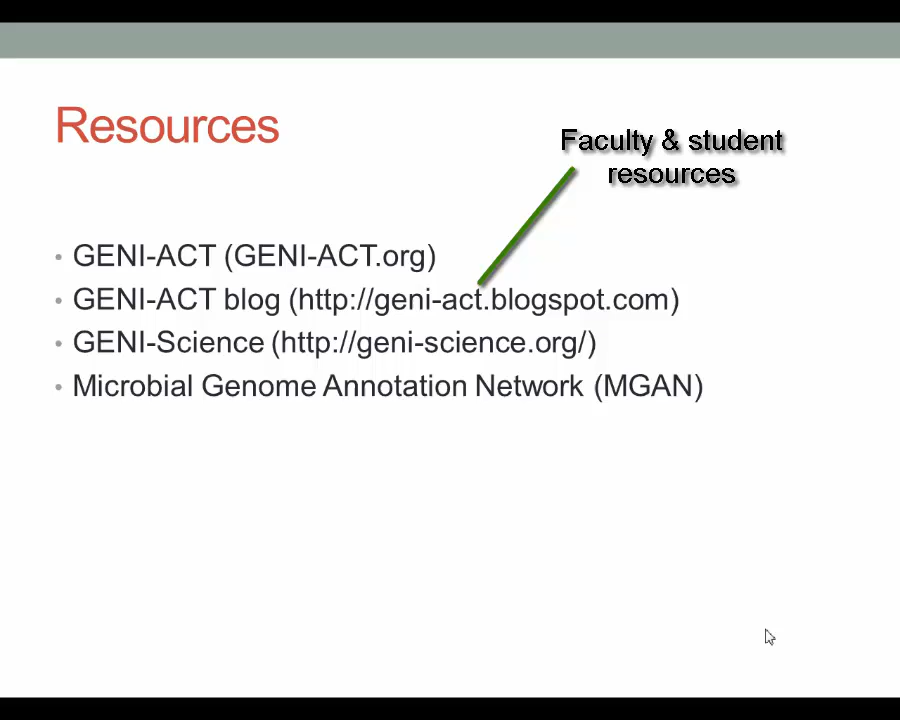 Resources
Faculty & student
resources
• GENI-ACT (GENI-ACT.org)
• GENI-ACT blog (http://geni-act.blogspot.com)
• GENI-Science (http://geni-science.org/)
• Microbial Genome Annotation Network (MGAN)